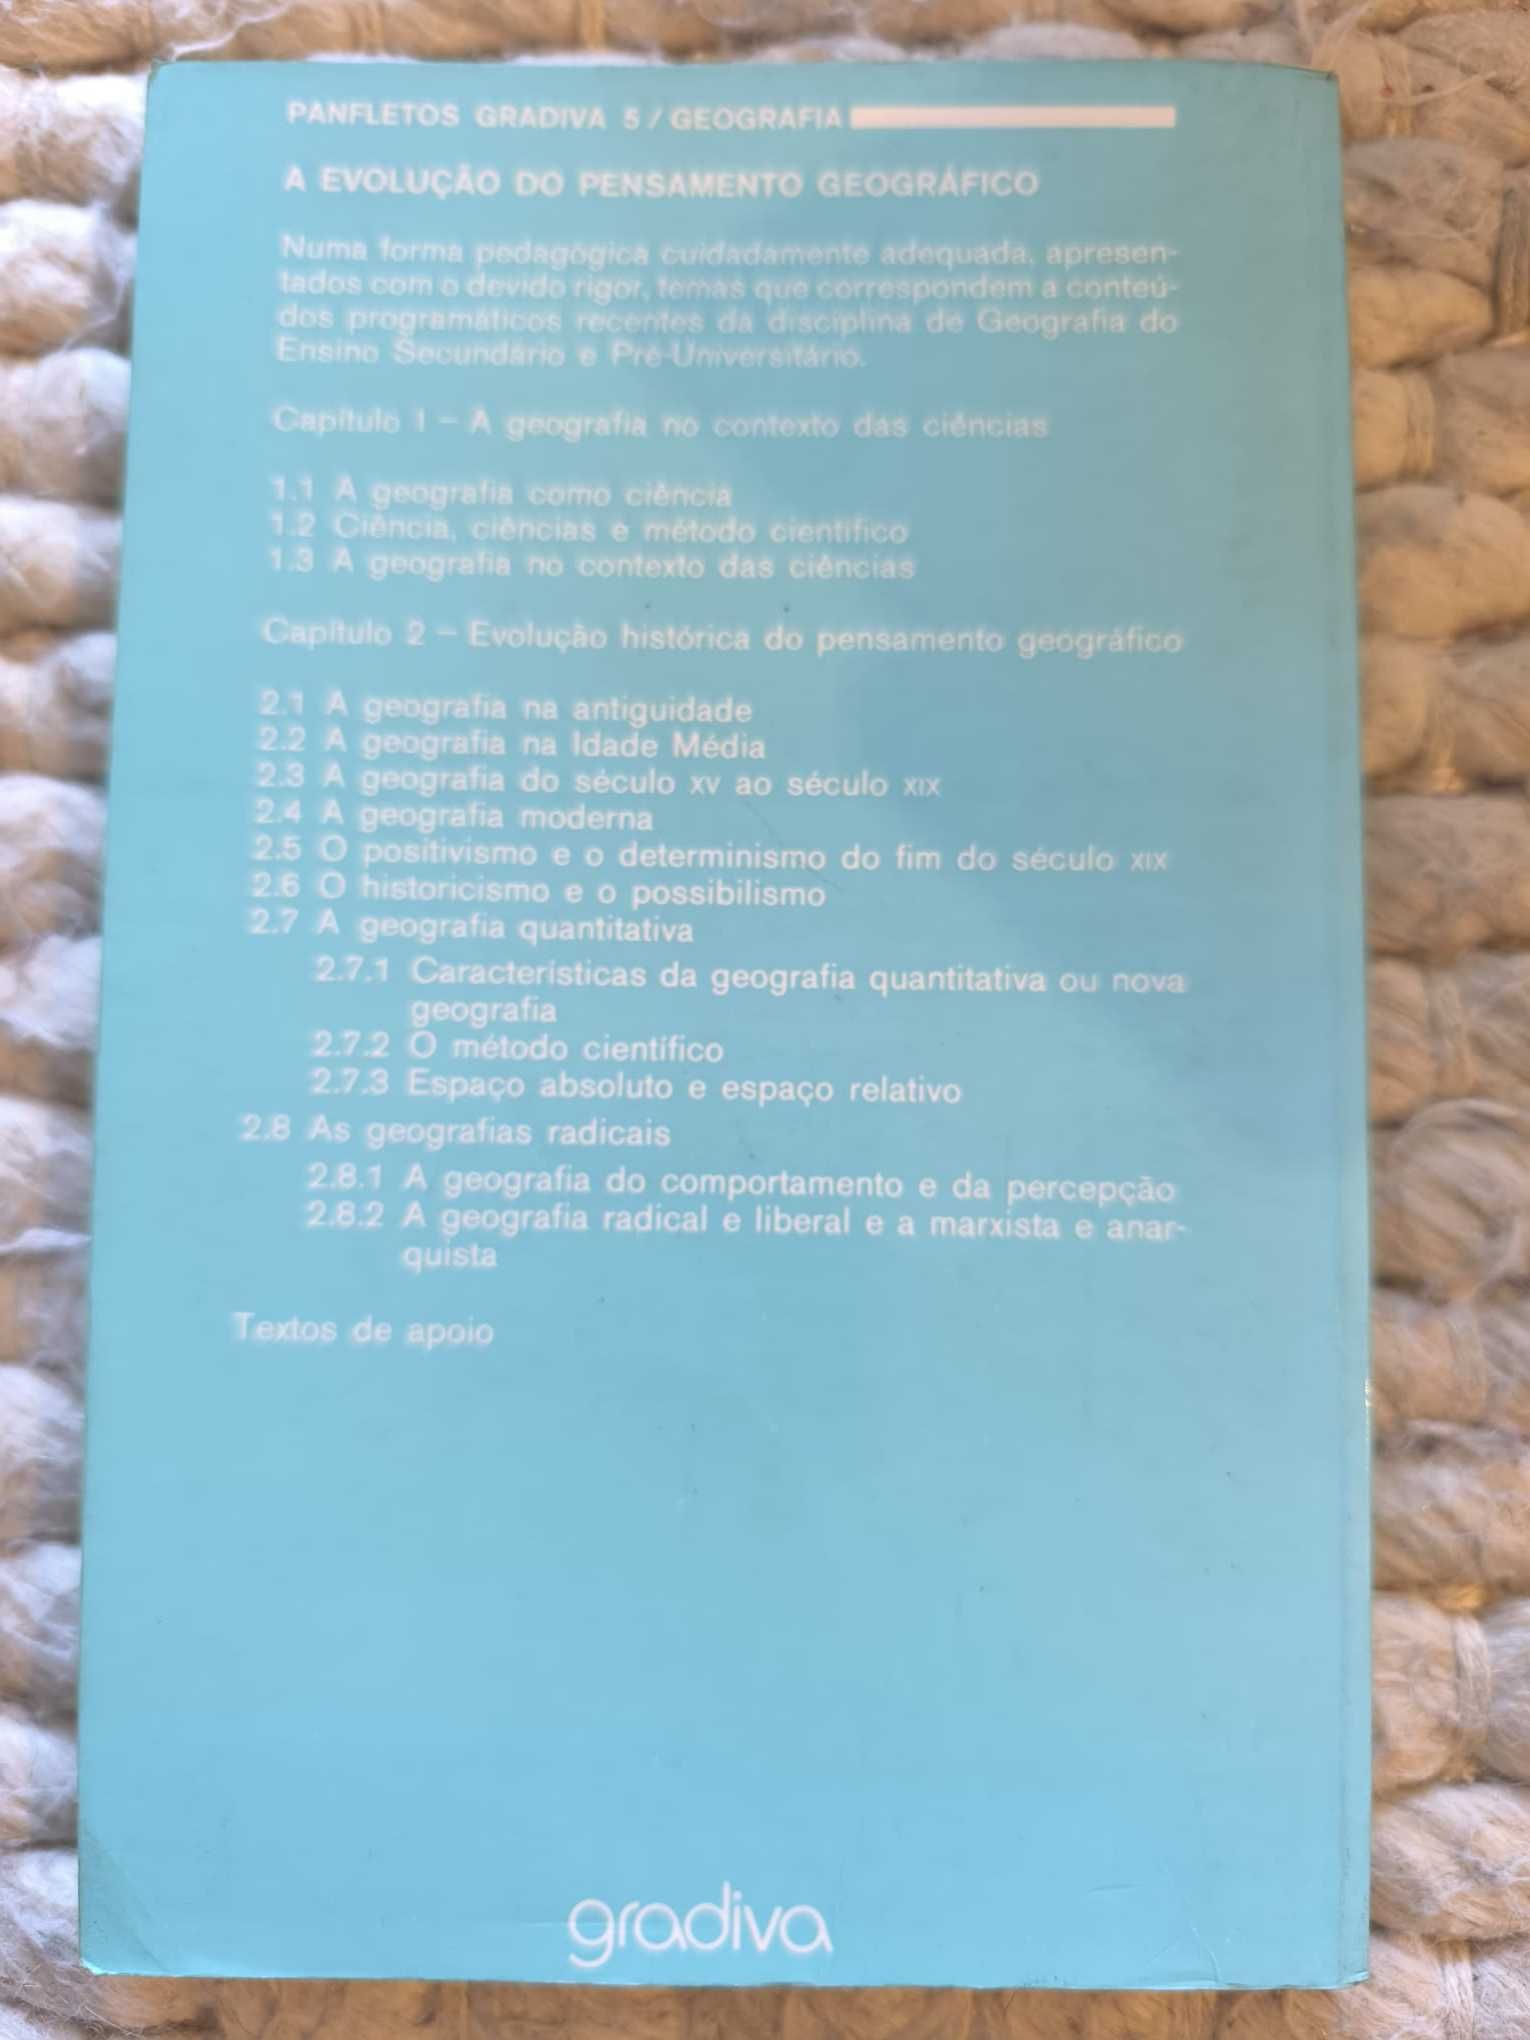 PANFLETOS GRADIVA 5 / GEOGRAFIA
A EVOLUÇÃO DO PENSAMENTO GEOGRÁFICO
Numa forma pedagógica cuidadamente adequada, apresen-
tados com o devido rigor, temas que correspondem a conteú-
dos programáticos recentes da disciplina de Geografia do
Ensino Secundário e Pré-Universitário.
Capítulo 1 – A geografia no contexto das ciências
1.1 A geografia como ciência
1.2 Ciência, ciências e método científico
1.3 A geografia no contexto das ciências
Capítulo 2 – Evolução histórica do pensamento geográfico
2.1 A geografia na antiguidade
2.2 A geografia na Idade Média
2.3 A geografia do século XV ao século XIX
2.4 A geografia moderna
2.5 O positivismo e o determinismo do fim do século XIX
2.6 O historicismo e o possibilismo
2.7 A geografia quantitativa
2.7.1 Características da geografia quantitativa ou nova
geografia
2.7.2 O método científico
2.7.3 Espaço absoluto e espaço relativo
2.8 As geografias radicais
2.8.1 A geografia do comportamento e da percepção
2.8.2 A geografia radical e liberal e a marxista e anar-
quista
Textos de apoio
gradiva